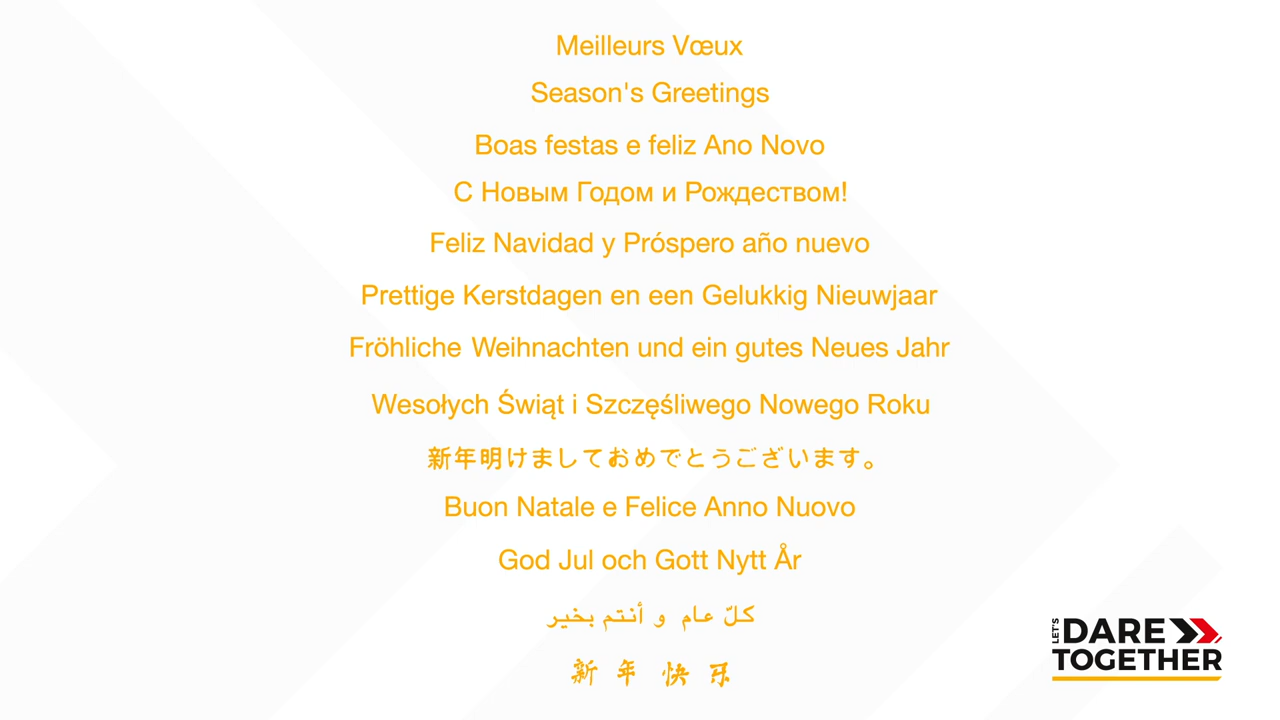 Meilleurs Vœux
Season's Greetings
Boas festas e feliz Ano Novo
С Новым Годом и Рождеством!
Feliz Navidad y Próspero año nuevo
Prettige Kerstdagen en een Gelukkig Nieuwjaar
Fröhliche Weihnachten und ein gutes Neues Jahr
Wesołych Świąt i Szczęśliwego Nowego Roku
新年明けましておめでとうございます。
Buon Natale e Felice Anno Nuovo
God Jul och Gott Nytt År
كلّ عام و أنتم بخير
新年快乐
LET'S DARE
TOGETHER